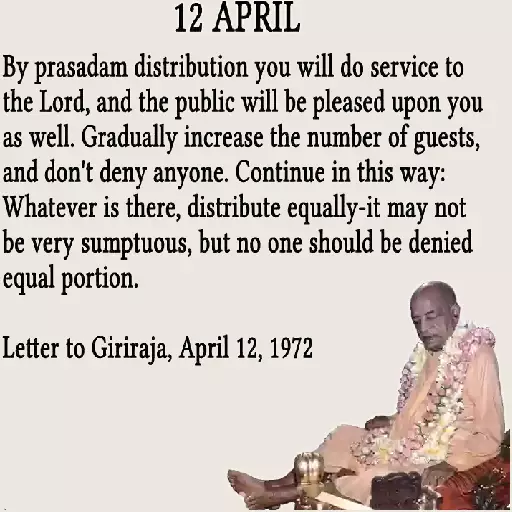 12 APRIL
By prasadam distribution you will do service to
the Lord, and the public will be pleased upon you
as well. Gradually increase the number of guests,
and don't deny anyone. Continue in this way:
Whatever is there, distribute equally-it may not
be very sumptuous, but no one should be denied
equal portion.
Letter to Giriraja, April 12, 1972